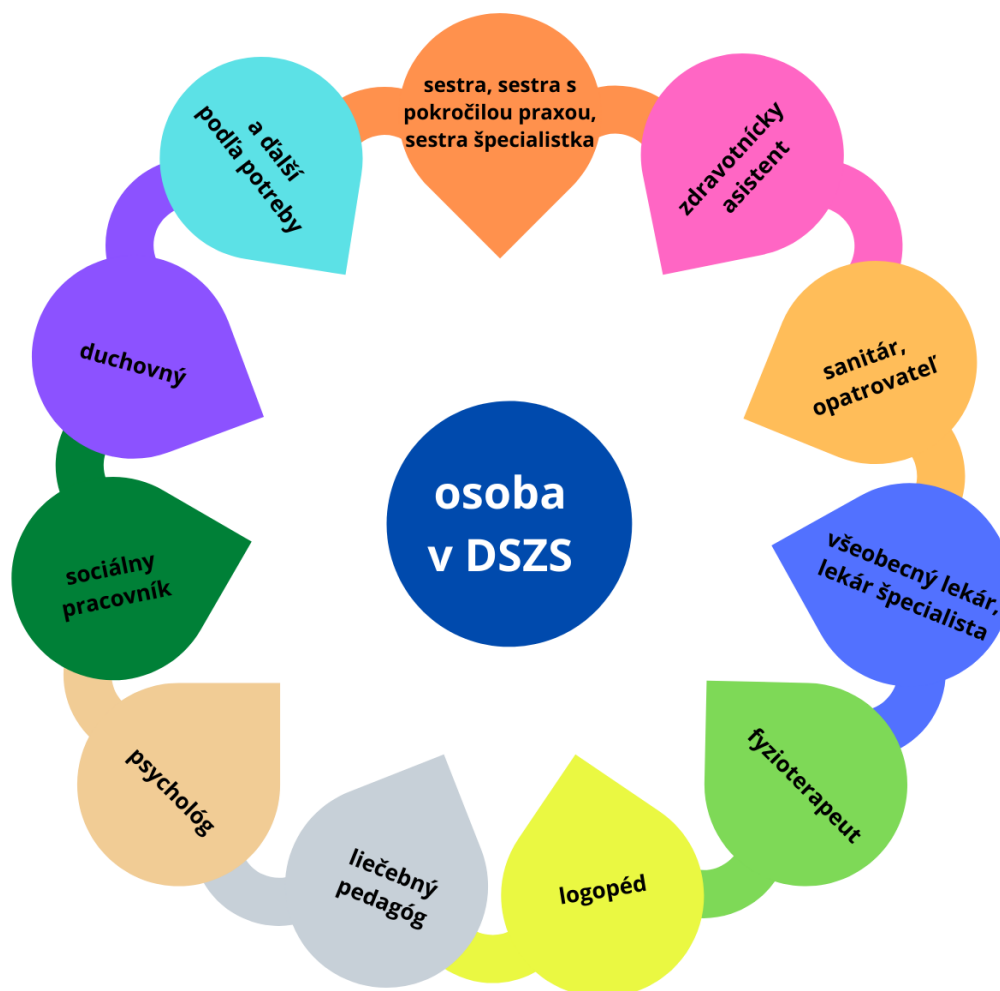 sestra, sestra s
pokročilou praxou,
sestra špecialistka
zdravotnícky
asistent
sanitár,
opatrovateľ
všeobecný lekár,
lekár špecialista
fyzioterapeut
logopéd
liečebný
pedagóg
psychológ
sociálny
pracovník
duchovný
a ďalší
podľa potreby
osoba
v DSZS